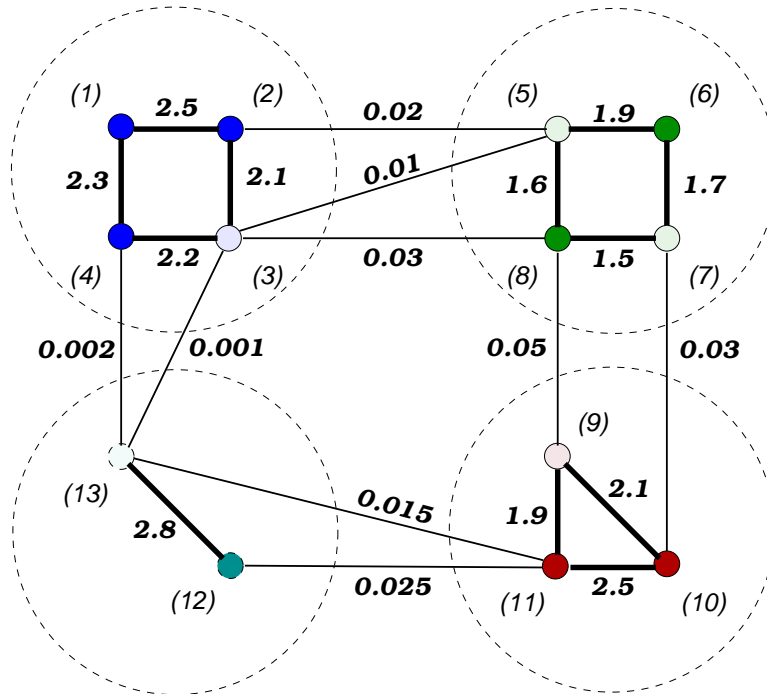 (1) 2.5 (2) 0.02 (5) 1.9 (6)
2.3 2.1 0.01 1.6 1.7
(4) 2.2 (3) 0.03 (8) 1.5 (7)
0.002 0.001 0.05 0.03
(9)
(13) 2.8 0.015 1.9 2.1
(12) 0.025 (11) 2.5 (10)